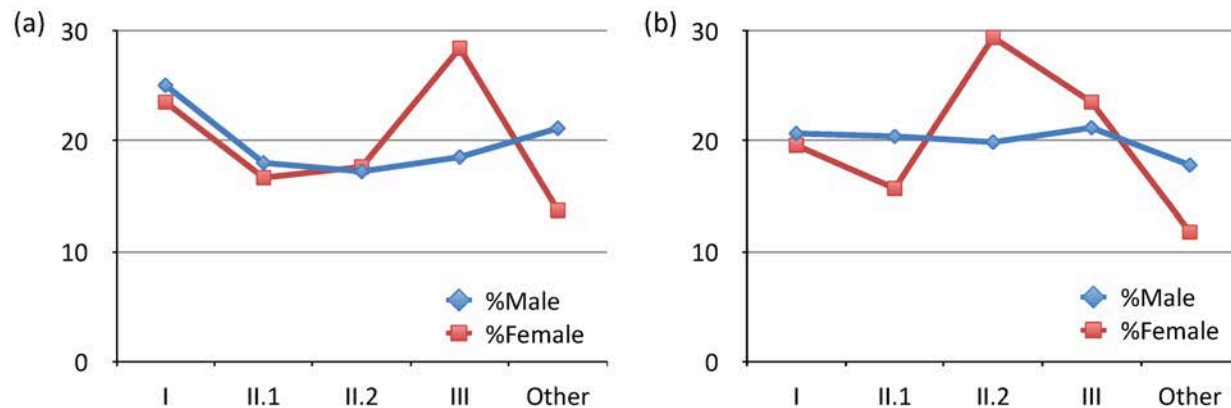 (a)
30
20
10
0
%Male
%Female
I II.1 II.2 III Other
(b)
30
20
10
0
%Male
%Female
I II.1 II.2 III Other